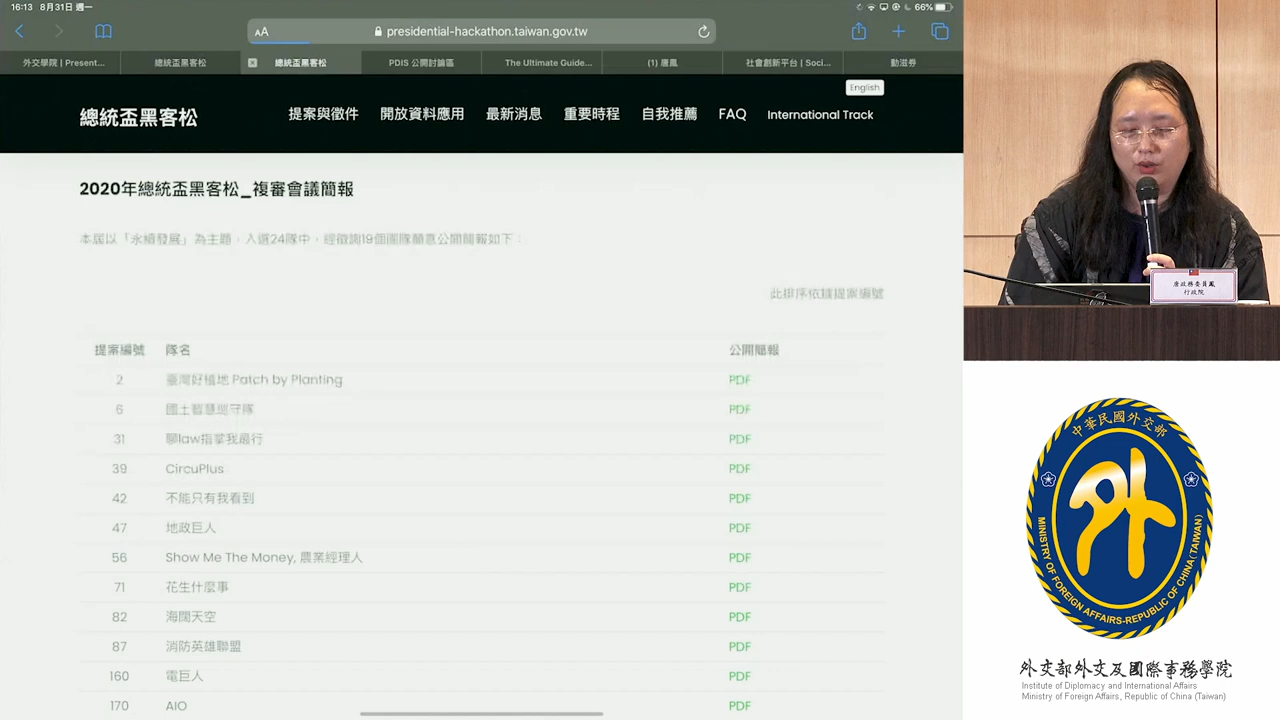 16:13 8月31日 週一
66%
AA
presidential-hackathon.taiwan.gov.tw
外交學院 | Present...
總統盃黑客松
總統盃黑客松
PDIS 公開討論區
The Ultimate Guide...
(1) 唐鳳
社會創新平台 | Soci...
動滋券
English
總統盃黑客松
提案與徵件
開放資料應用
最新消息
重要時程
自我推薦
FAQ
International Track
2020年總統盃黑客松_複審會議簡報
本屆以「永續發展」為主題，入選24隊中，經徵詢19個團隊願意公開簡報如下：
此排序依據提案編號
提案編號 隊名 公開簡報
2 臺灣好植地 Patch by Planting PDF
6 國土智慧巡守隊 PDF
31 聊law指掌我最行 PDF
39 CircuPlus PDF
42 不能只有我看到 PDF
47 地政巨人 PDF
56 Show Me The Money, 農業經理人 PDF
71 花生什麼事 PDF
82 海闊天空 PDF
87 消防英雄聯盟 PDF
160 電巨人 PDF
170 AIO PDF
唐政務委員鳳
行政院
中華民國外交部
外
MINISTRY OF FOREIGN AFFAIRS-REPUBLIC OF CHINA(TAIWAN)
外交部外交及國際事務學院
Institute of Diplomacy and International Affairs
Ministry of Foreign Affairs, Republic of China (Taiwan)